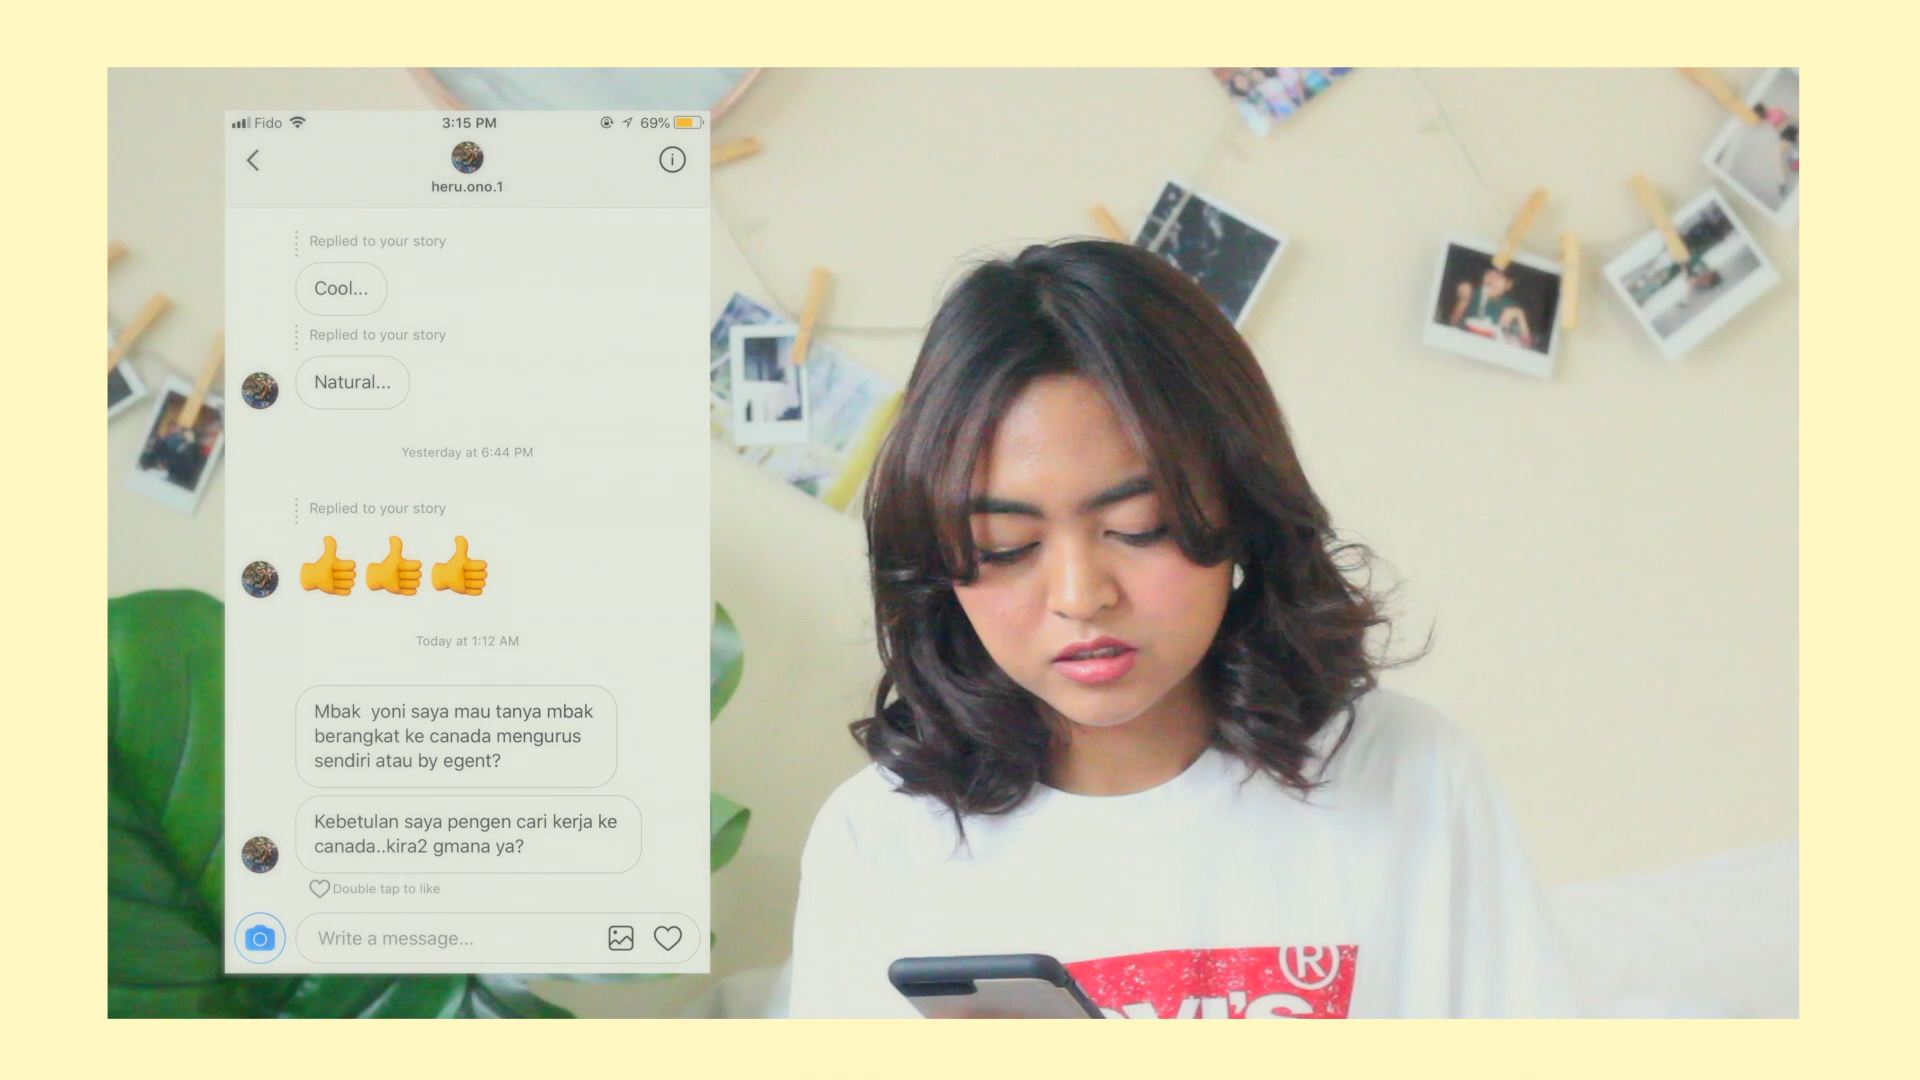 Fido
3:15 PM
69%
heru.ono.1
Replied to your story
Cool...
Replied to your story
Natural...
Yesterday at 6:44 PM
Replied to your story
Today at 1:12 AM
Mbak yoni saya mau tanya mbak
berangkat ke canada mengurus
sendiri atau by egent?
Kebetulan saya pengen cari kerja ke
canada..kira2 gmana ya?
Double tap to like
Write a message...
®